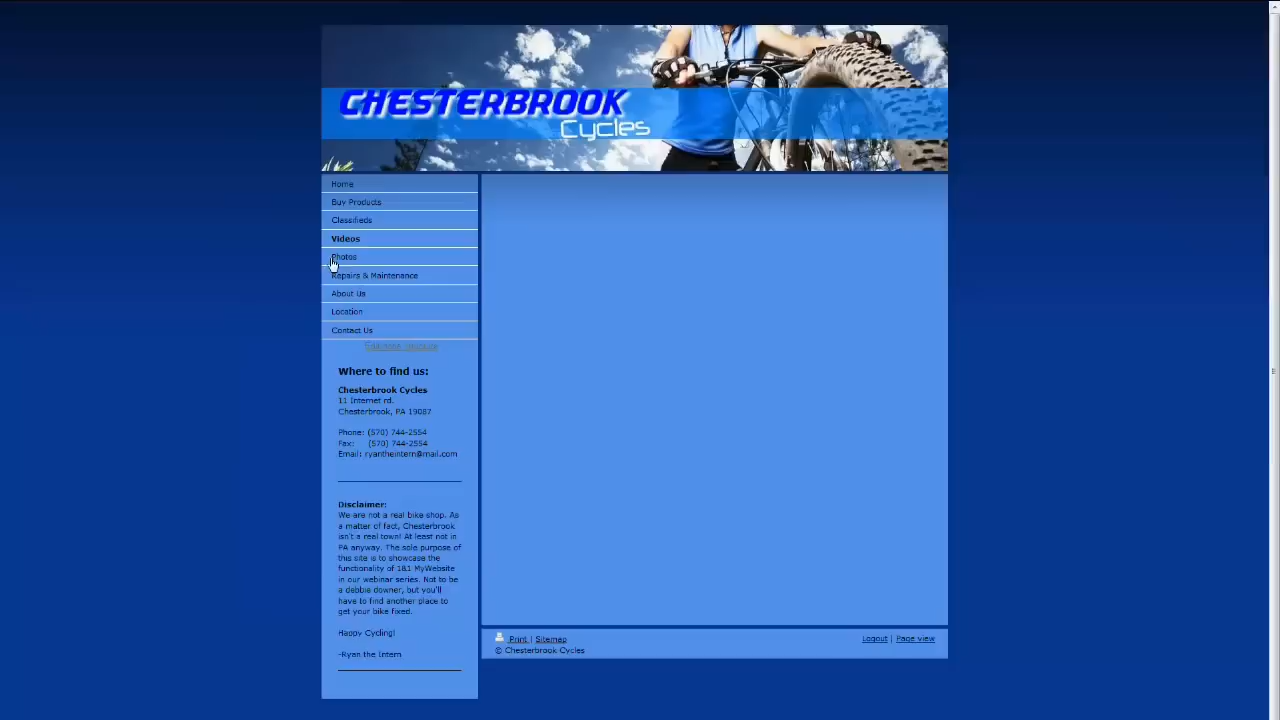 CHESTERBROOK
Cycles
Home
Buy Products
Classifieds
Videos
Photos
Repairs & Maintenance
About Us
Location
Contact Us
Where to find us:
Chesterbrook Cycles
11 Internet rd.
Chesterbrook, PA 19087
Phone: (570) 744-2554
Fax: (570) 744-2554
Email: ryantheintern@mail.com
Disclaimer:
We are not a real bike shop. As
a matter of fact, Chesterbrook
isn't a real town! At least not in
PA anyway. The sole purpose of
this site is to showcase the
functionality of 1&1 MyWebsite
in our webinar series. Not to be
a debbie downer, but you'll
have to find another place to
get your bike fixed.
Happy Cycling!
-Ryan the Intern
Print | Sitemap
Logout | Page view
© Chesterbrook Cycles